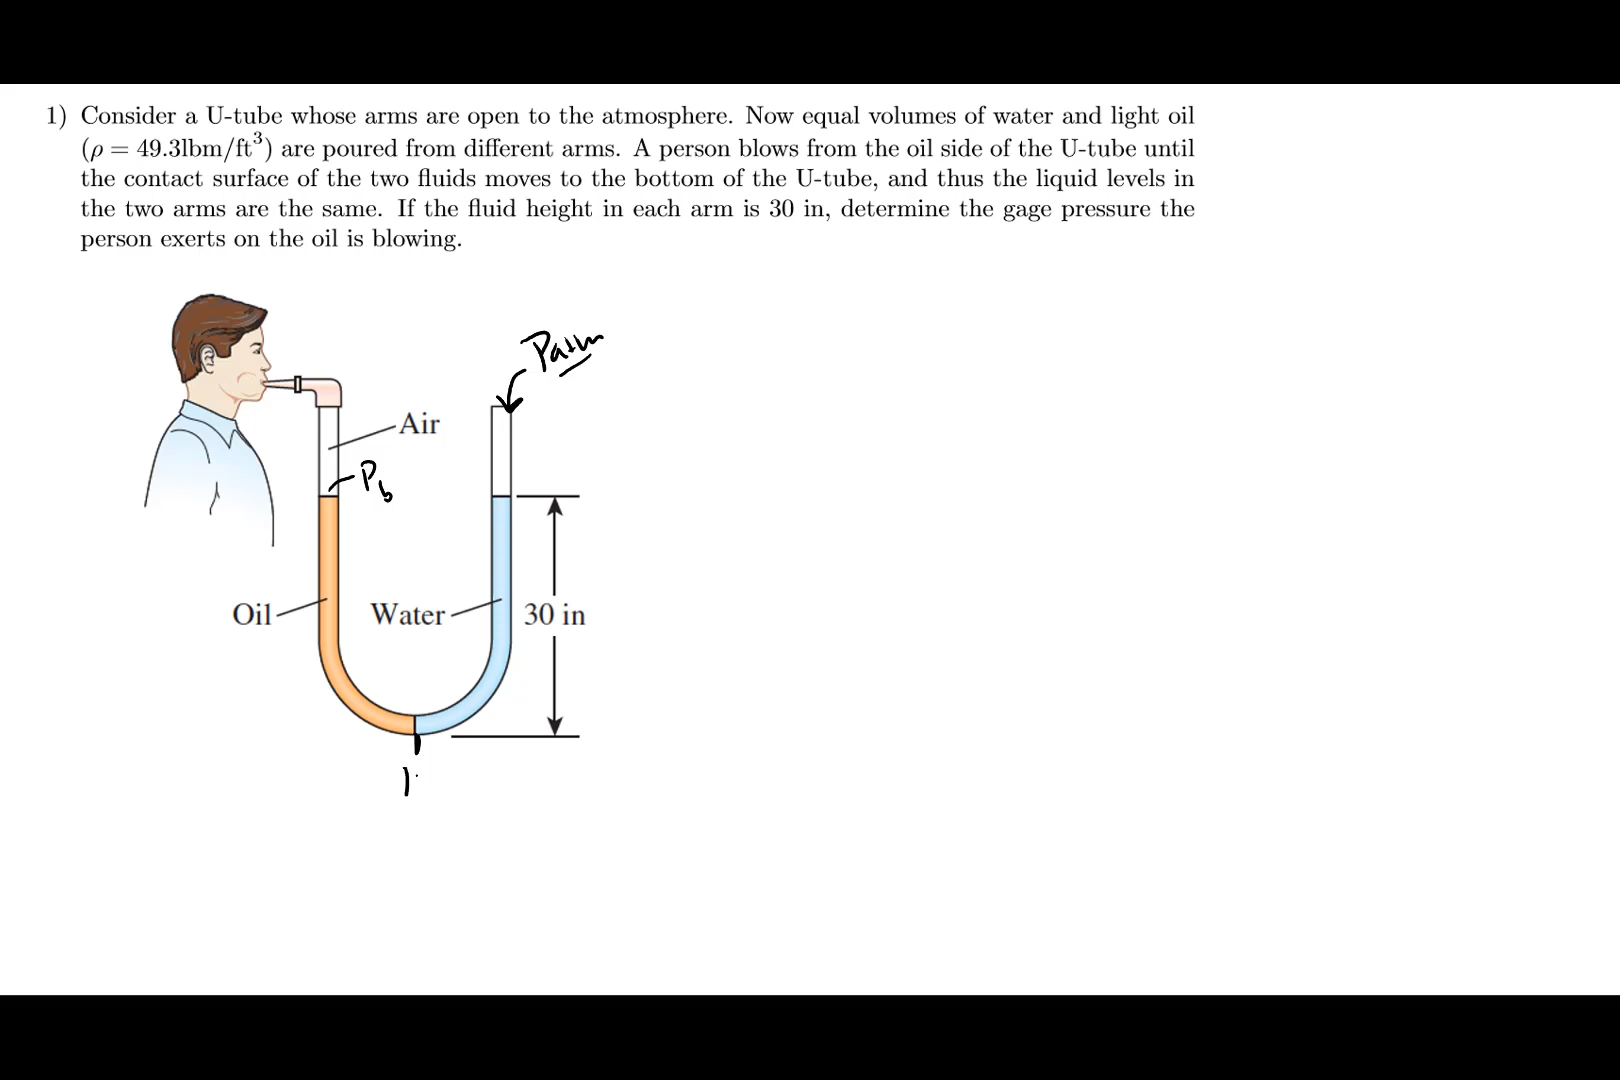 1) Consider a U-tube whose arms are open to the atmosphere. Now equal volumes of water and light oil
(ρ = 49.3lbm/ft³) are poured from different arms. A person blows from the oil side of the U-tube until
the contact surface of the two fluids moves to the bottom of the U-tube, and thus the liquid levels in
the two arms are the same. If the fluid height in each arm is 30 in, determine the gage pressure the
person exerts on the oil is blowing.
Patm
Air
Pb
Oil
Water
30 in
1